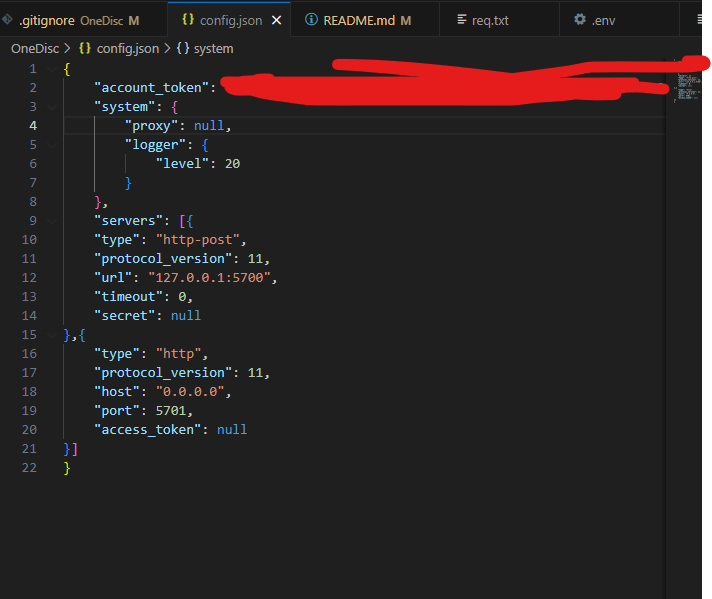 .gitignore OneDisc M
{} config.json ×
README.md M
req.txt
.env
OneDisc > {} config.json > {} system
1 {
2 "account_token":
3 "system": {
4 "proxy": null,
5 "logger": {
6 "level": 20
7 }
8 },
9 "servers": [{
10 "type": "http-post",
11 "protocol_version": 11,
12 "url": "127.0.0.1:5700",
13 "timeout": 0,
14 "secret": null
15 },{
16 "type": "http",
17 "protocol_version": 11,
18 "host": "0.0.0.0",
19 "port": 5701,
20 "access_token": null
21 }]
22 }